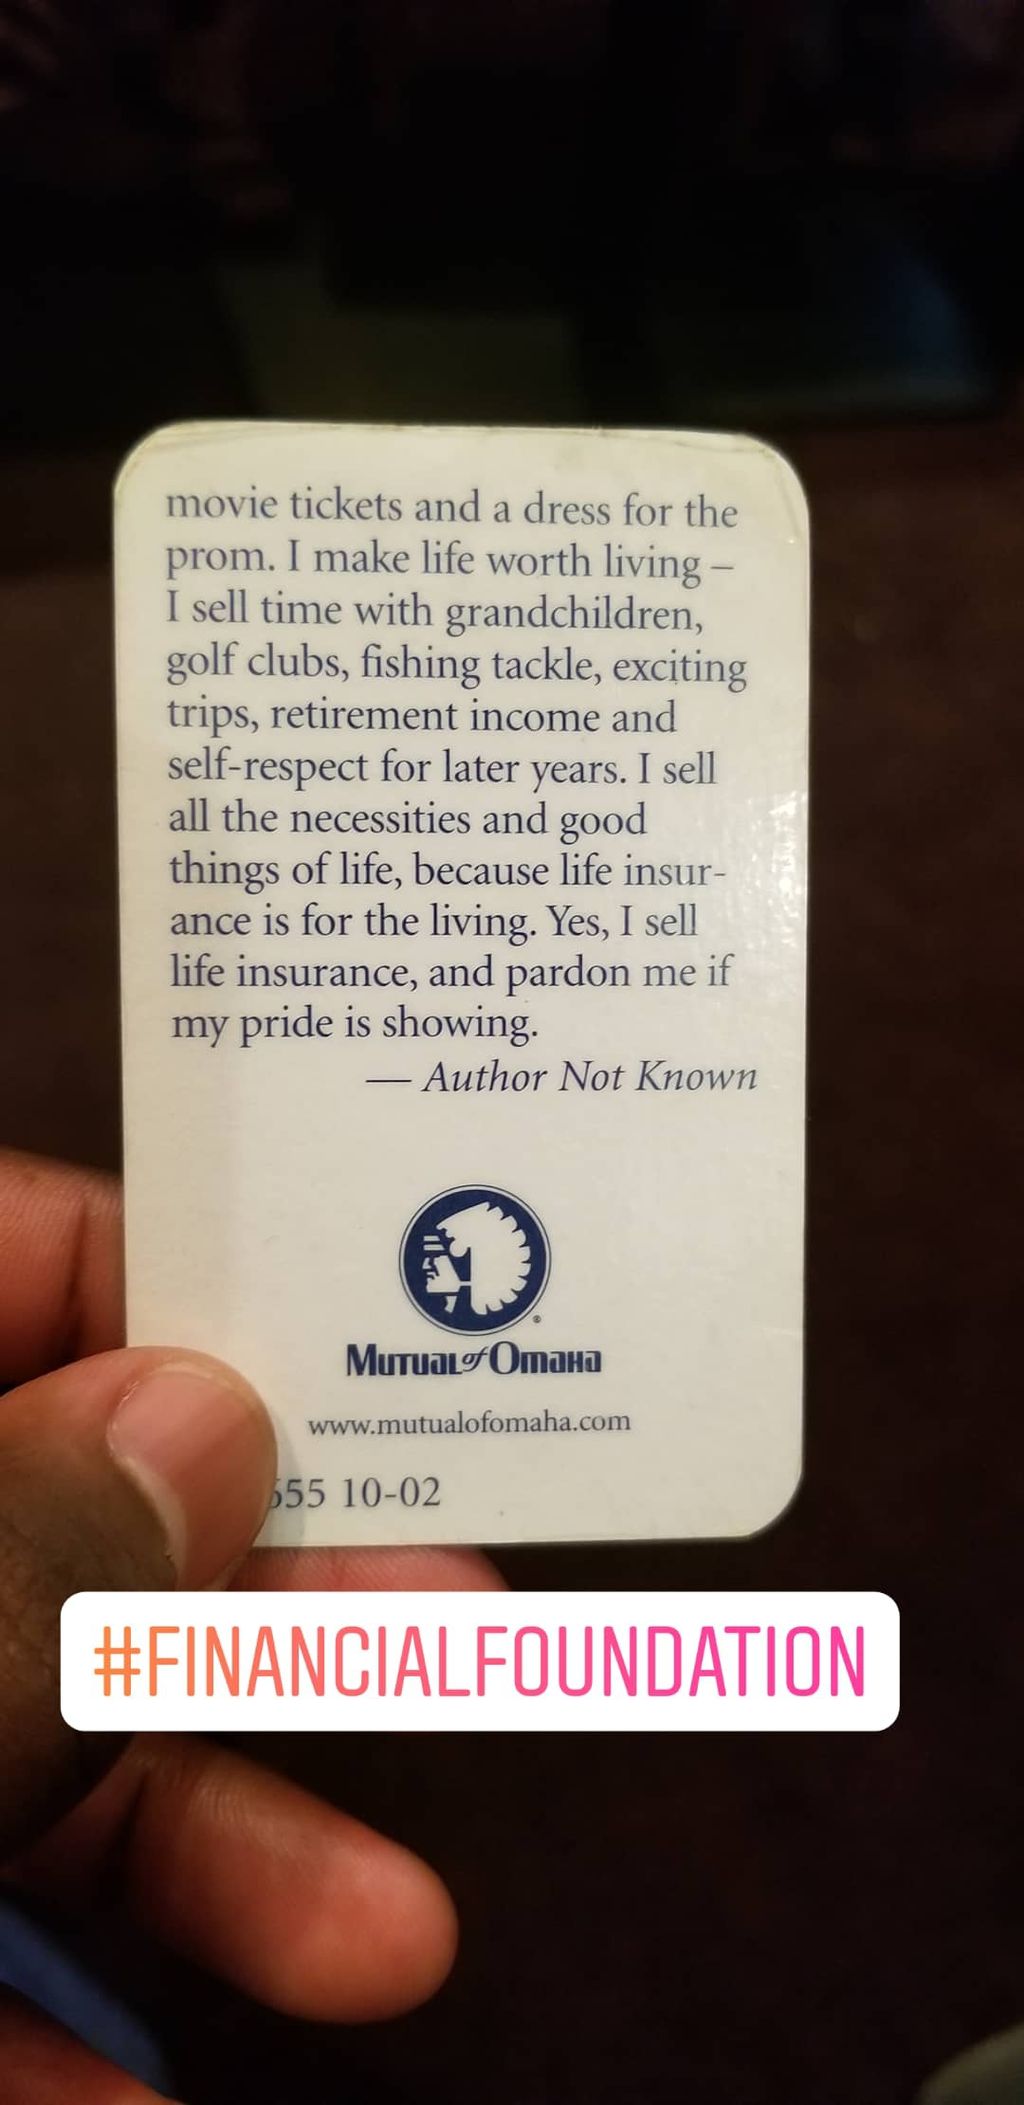 movie tickets and a dress for the
prom. I make life worth living –
I sell time with grandchildren,
golf clubs, fishing tackle, exciting
trips, retirement income and
self-respect for later years. I sell
all the necessities and good
things of life, because life insur-
ance is for the living. Yes, I sell
life insurance, and pardon me if
my pride is showing.
— Author Not Known
Mutual of Omaha
www.mutualofomaha.com
55 10-02
#FINANCIALFOUNDATION